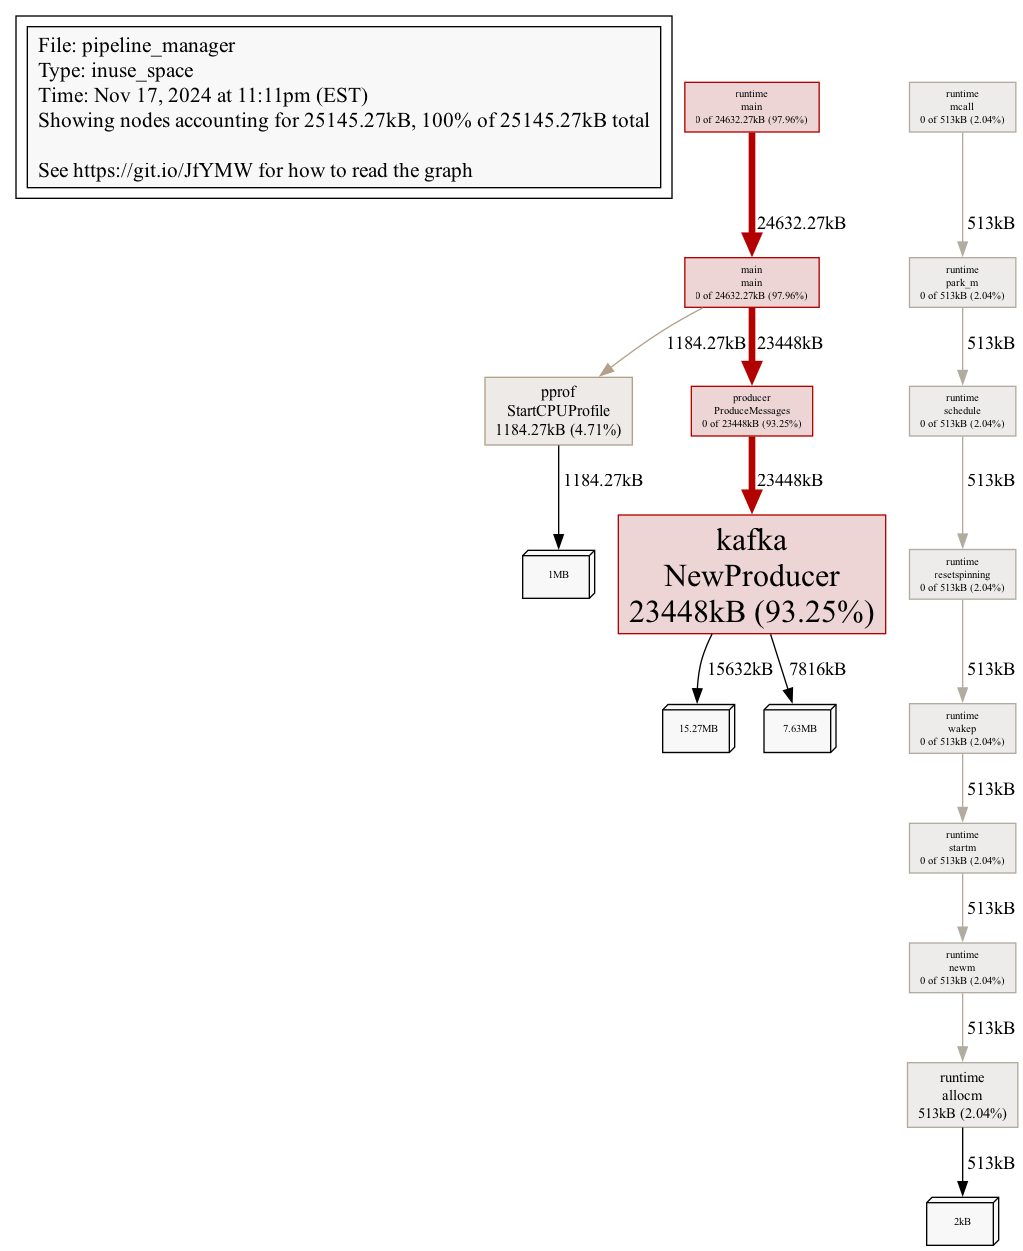 File: pipeline_manager
Type: inuse_space
Time: Nov 17, 2024 at 11:11pm (EST)
Showing nodes accounting for 25145.27kB, 100% of 25145.27kB total
See https://git.io/JfYMW for how to read the graph
runtime
main
0 of 24632.27kB (97.96%)
24632.27kB
main
main
0 of 24632.27kB (97.96%)
1184.27kB
23448kB
pprof
StartCPUProfile
1184.27kB (4.71%)
1184.27kB
1MB
producer
ProduceMessages
0 of 23448kB (93.25%)
23448kB
kafka
NewProducer
23448kB (93.25%)
15632kB
7816kB
15.27MB
7.63MB
runtime
mcall
0 of 513kB (2.04%)
513kB
runtime
park_m
0 of 513kB (2.04%)
513kB
runtime
schedule
0 of 513kB (2.04%)
513kB
runtime
resetspinning
0 of 513kB (2.04%)
513kB
runtime
wakep
0 of 513kB (2.04%)
513kB
runtime
startm
0 of 513kB (2.04%)
513kB
runtime
newm
0 of 513kB (2.04%)
513kB
runtime
allocm
513kB (2.04%)
513kB
2kB